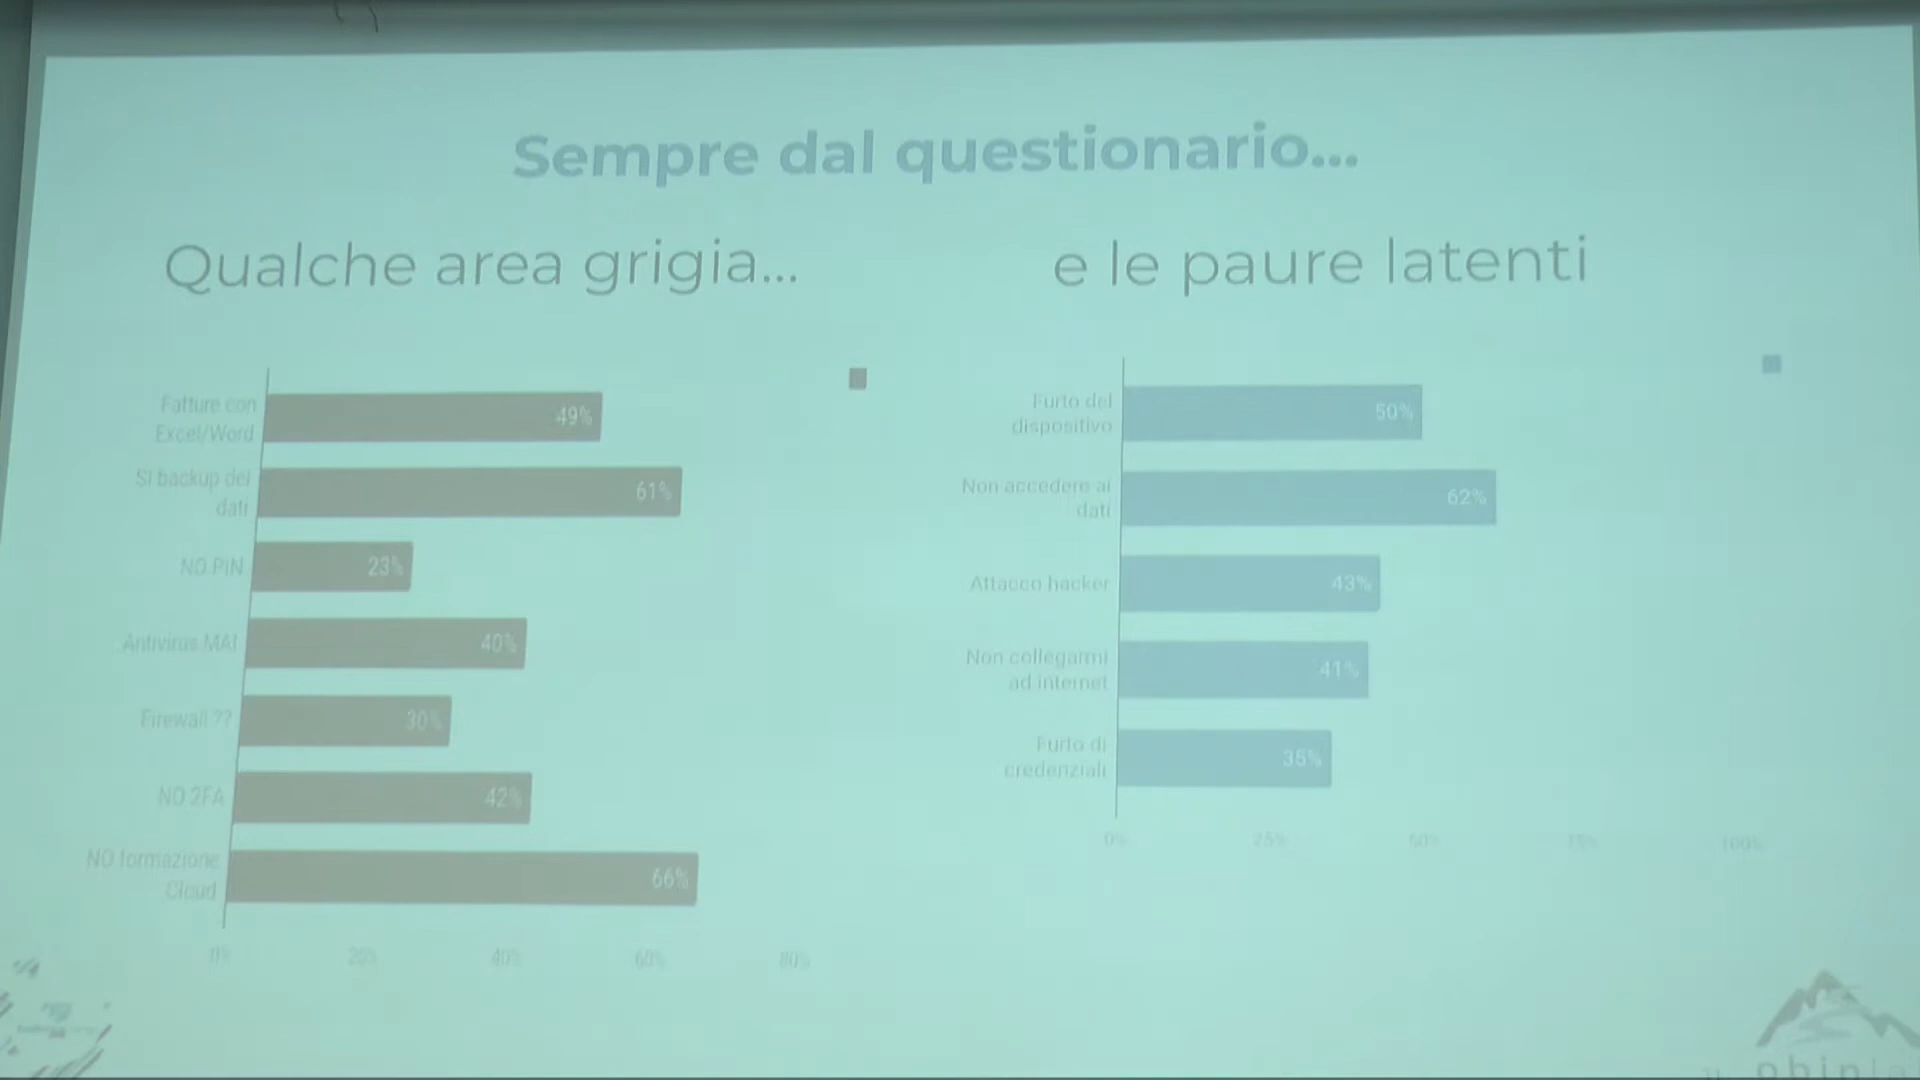 Sempre dal questionario...
Qualche area grigia...
Fatture con
Excel/Word
49%
Si backup dei
dati
61%
NO PIN
23%
Antivirus MAI
40%
Firewall ??
30%
NO 2FA
42%
NO formazione
Cloud
66%
0%
20%
40%
60%
80%
e le paure latenti
Furto del
dispositivo
50%
Non accedere ai
dati
62%
Attacco hacker
43%
Non collegarmi
ad internet
41%
Furto di
credenziali
35%
0%
25%
50%
75%
100%